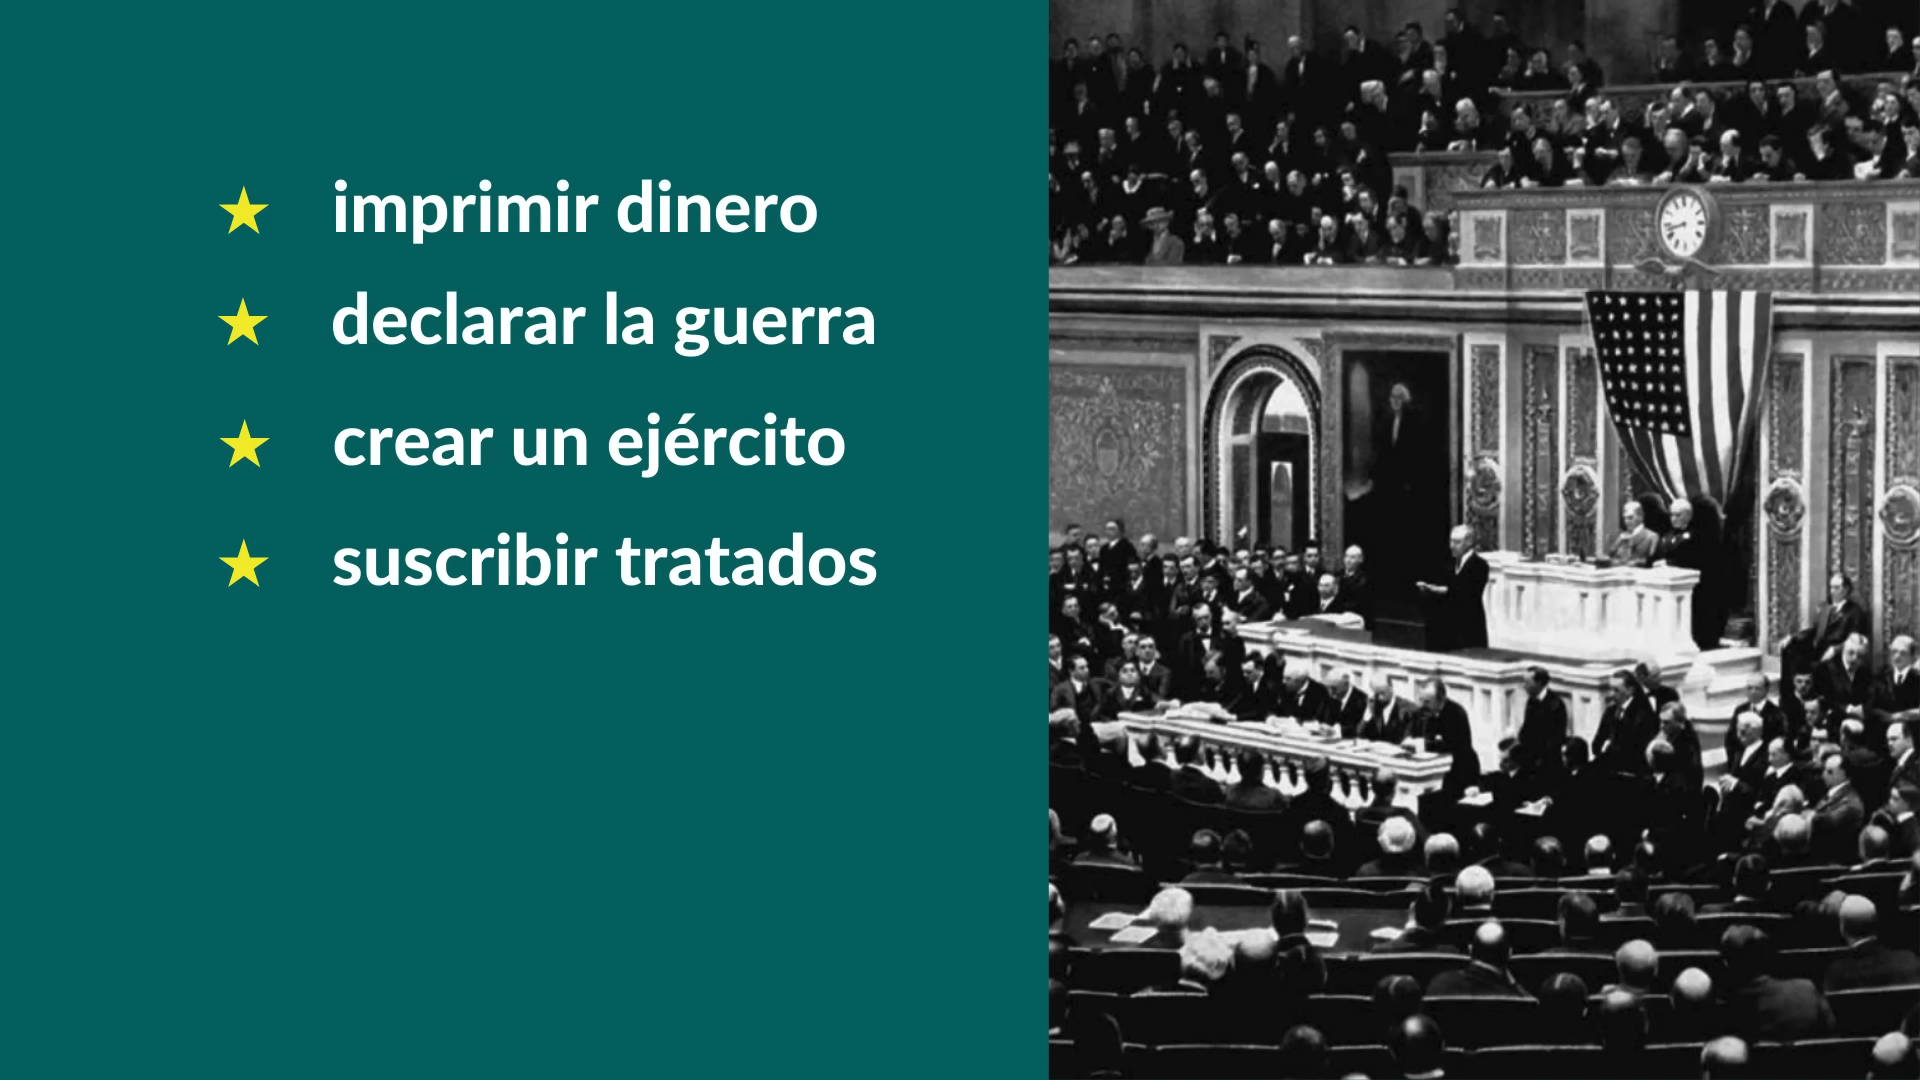 imprimir dinero
declarar la guerra
crear un ejército
suscribir tratados